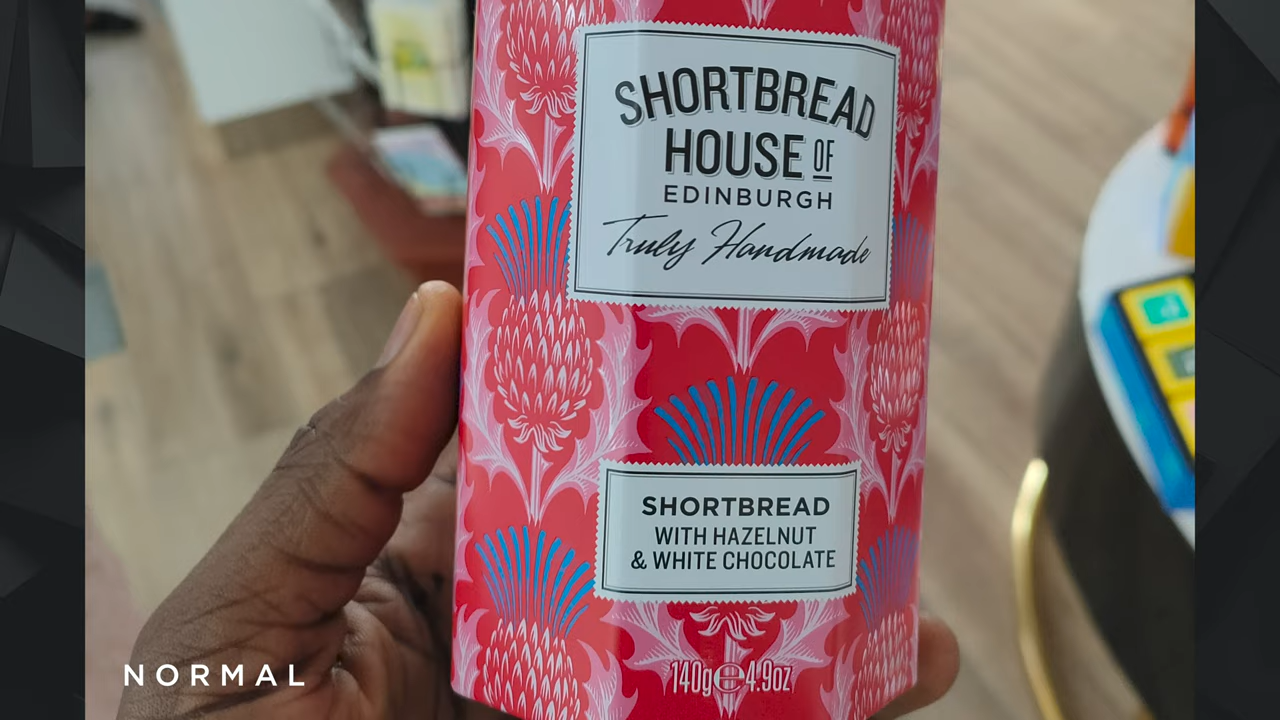 SHORTBREAD
HOUSE OF
EDINBURGH
Truly Handmade
SHORTBREAD
WITH HAZELNUT
& WHITE CHOCOLATE
140g℮4.9oz
NORMAL